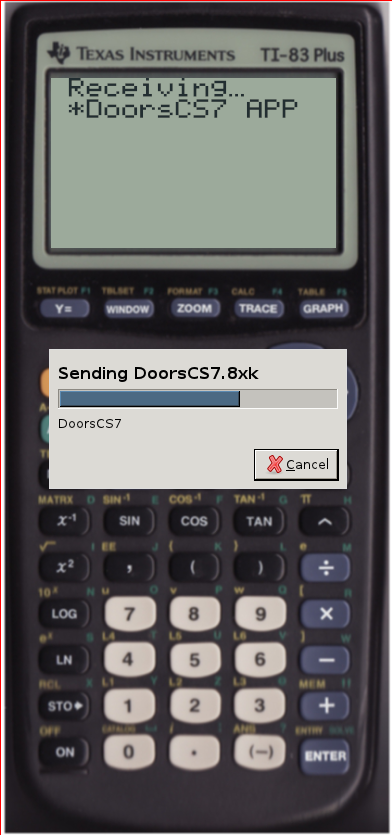 TEXAS INSTRUMENTS TI-83 Plus
Receiving...
*DoorsCS7 APP
STAT PLOT F1 TBLSET F2 FORMAT F3 CALC F4 TABLE F5
Y= WINDOW ZOOM TRACE GRAPH
Sending DoorsCS7.8xk
DoorsCS7
Cancel
MATRX D SIN⁻¹ E COS⁻¹ F TAN⁻¹ G π H
x⁻¹ SIN COS TAN ^
√ I EE J { K } L e M
x² , ( ) ÷
10ˣ N u O v P w Q [ R
LOG 7 8 9 ×
eˣ S L4 T L5 U L6 V ] W
LN 4 5 6 −
RCL X L1 Y L2 Z L3 MEM "
STO▸ 1 2 3 +
OFF CATALOG i : ANS ? ENTRY SOLVE
ON 0 . (−) ENTER